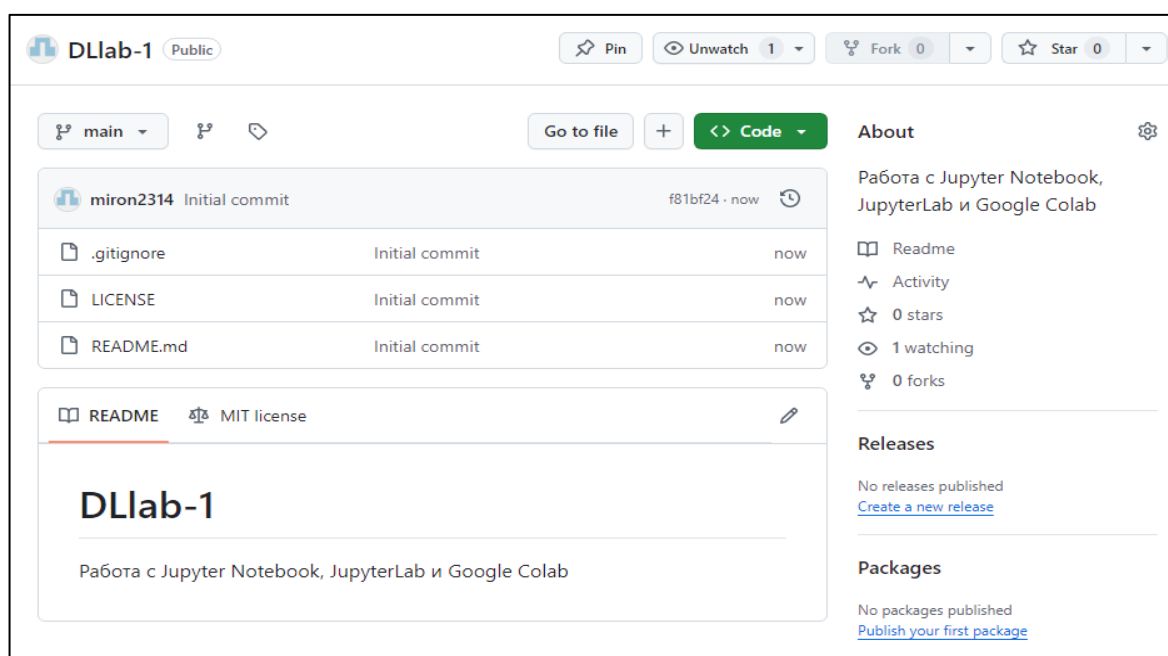 DLlab-1 Public Pin Unwatch 1 Fork 0 Star 0
main Go to file + Code
miron2314 Initial commit f81bf24 · now
.gitignore Initial commit now
LICENSE Initial commit now
README.md Initial commit now
README MIT license
DLlab-1
Работа с Jupyter Notebook, JupyterLab и Google Colab
About
Работа с Jupyter Notebook,
JupyterLab и Google Colab
Readme
Activity
0 stars
1 watching
0 forks
Releases
No releases published
Create a new release
Packages
No packages published
Publish your first package